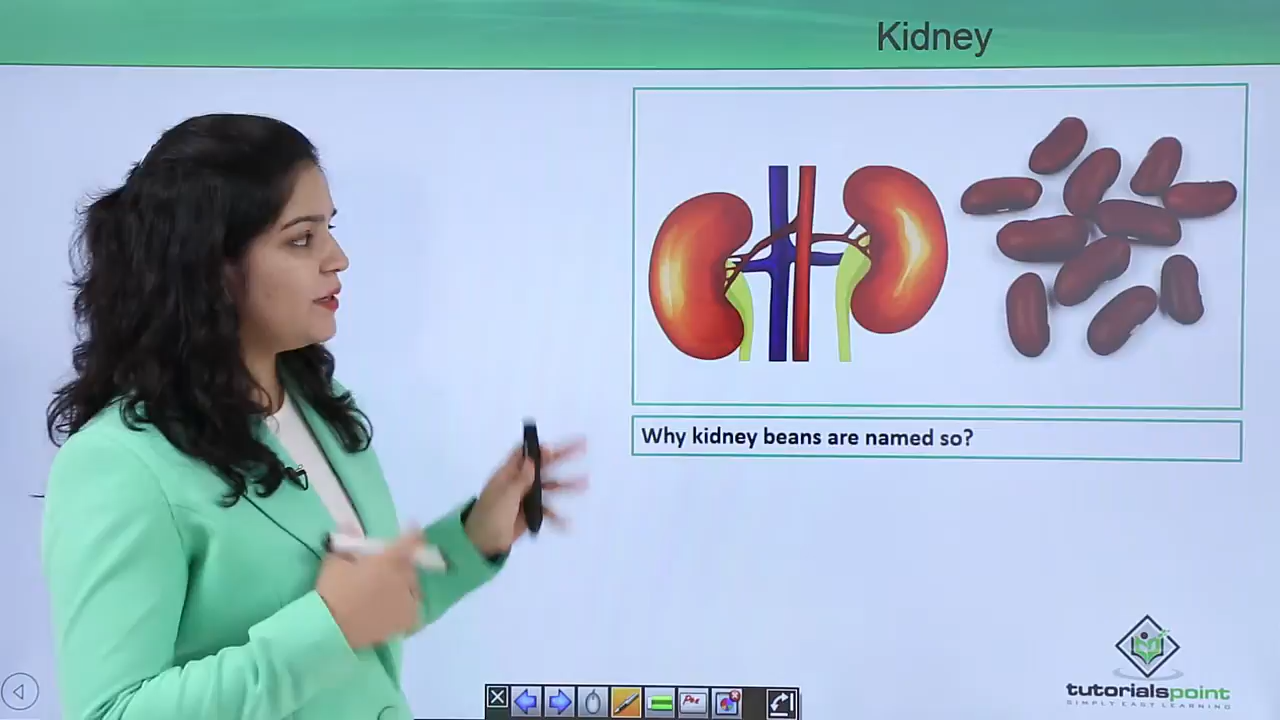 Kidney
Why kidney beans are named so?
tutorialspoint
SIMPLY EASY LEARNING